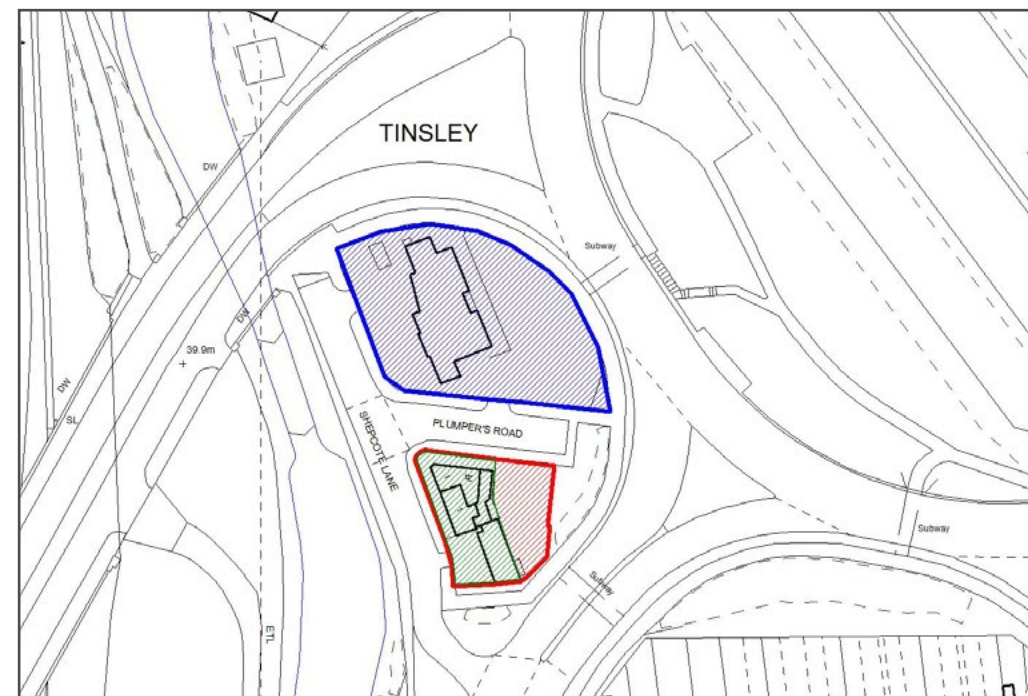 TINSLEY
DW
Subway
DW
39.9m
DW
SL
SHEPCOTE LANE
PLUMPER'S ROAD
Subway
Subway
ETL